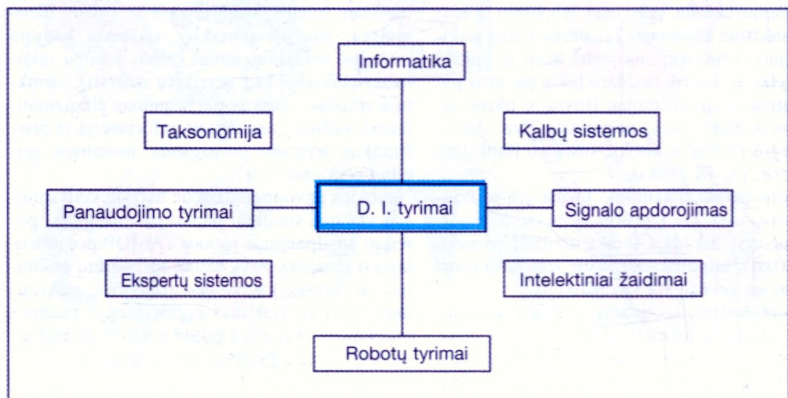 Informatika
Taksonomija
Kalbų sistemos
Panaudojimo tyrimai
D. I. tyrimai
Signalo apdorojimas
Ekspertų sistemos
Intelektiniai žaidimai
Robotų tyrimai